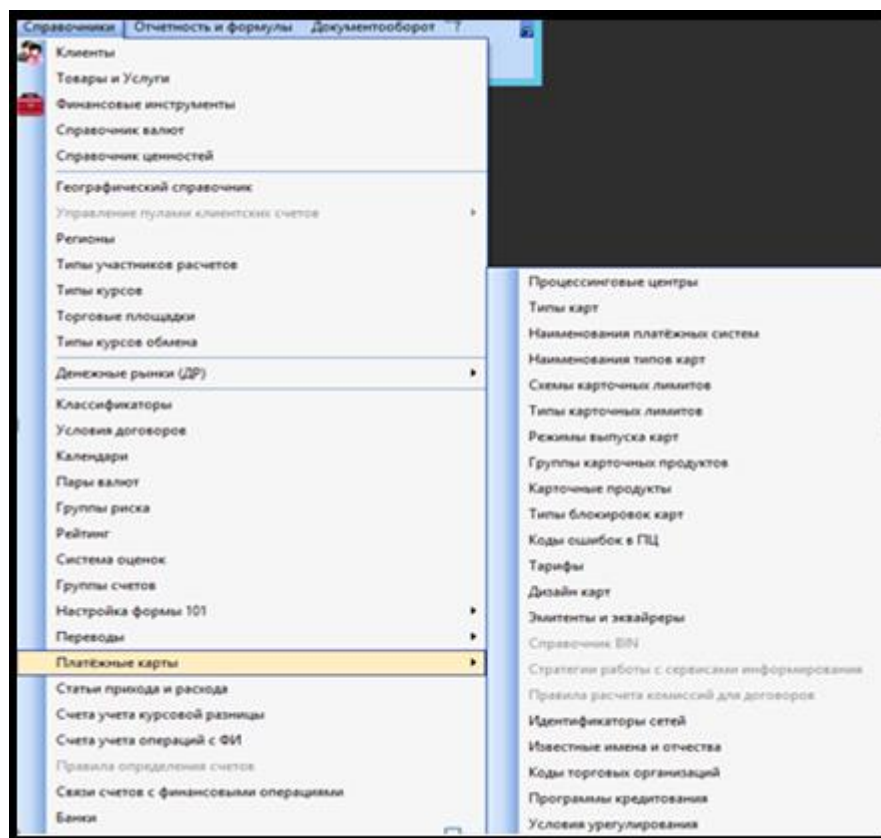 Справочники Отчетность и формулы Документооборот ?
Клиенты
Товары и Услуги
Финансовые инструменты
Справочник валют
Справочник ценностей
Географический справочник
Управление пулами клиентских счетов
Регионы
Типы участников расчетов
Типы курсов
Торговые площадки
Типы курсов обмена
Денежные рынки (ДР)
Классификаторы
Условия договоров
Календари
Пары валют
Группы риска
Рейтинг
Система оценок
Группы счетов
Настройка формы 101
Переводы
Платёжные карты
Статьи прихода и расхода
Счета учета курсовой разницы
Счета учета операций с ФИ
Правила определения счетов
Связи счетов с финансовыми операциями
Банки
Процессинговые центры
Типы карт
Наименования платёжных систем
Наименования типов карт
Схемы карточных лимитов
Типы карточных лимитов
Режимы выпуска карт
Группы карточных продуктов
Карточные продукты
Типы блокировок карт
Коды ошибок в ПЦ
Тарифы
Дизайн карт
Эмитенты и эквайреры
Справочник BIN
Стратегии работы с сервисами информирования
Правила расчета комиссий для договоров
Идентификаторы сетей
Известные имена и отчества
Коды торговых организаций
Программы кредитования
Условия урегулирования